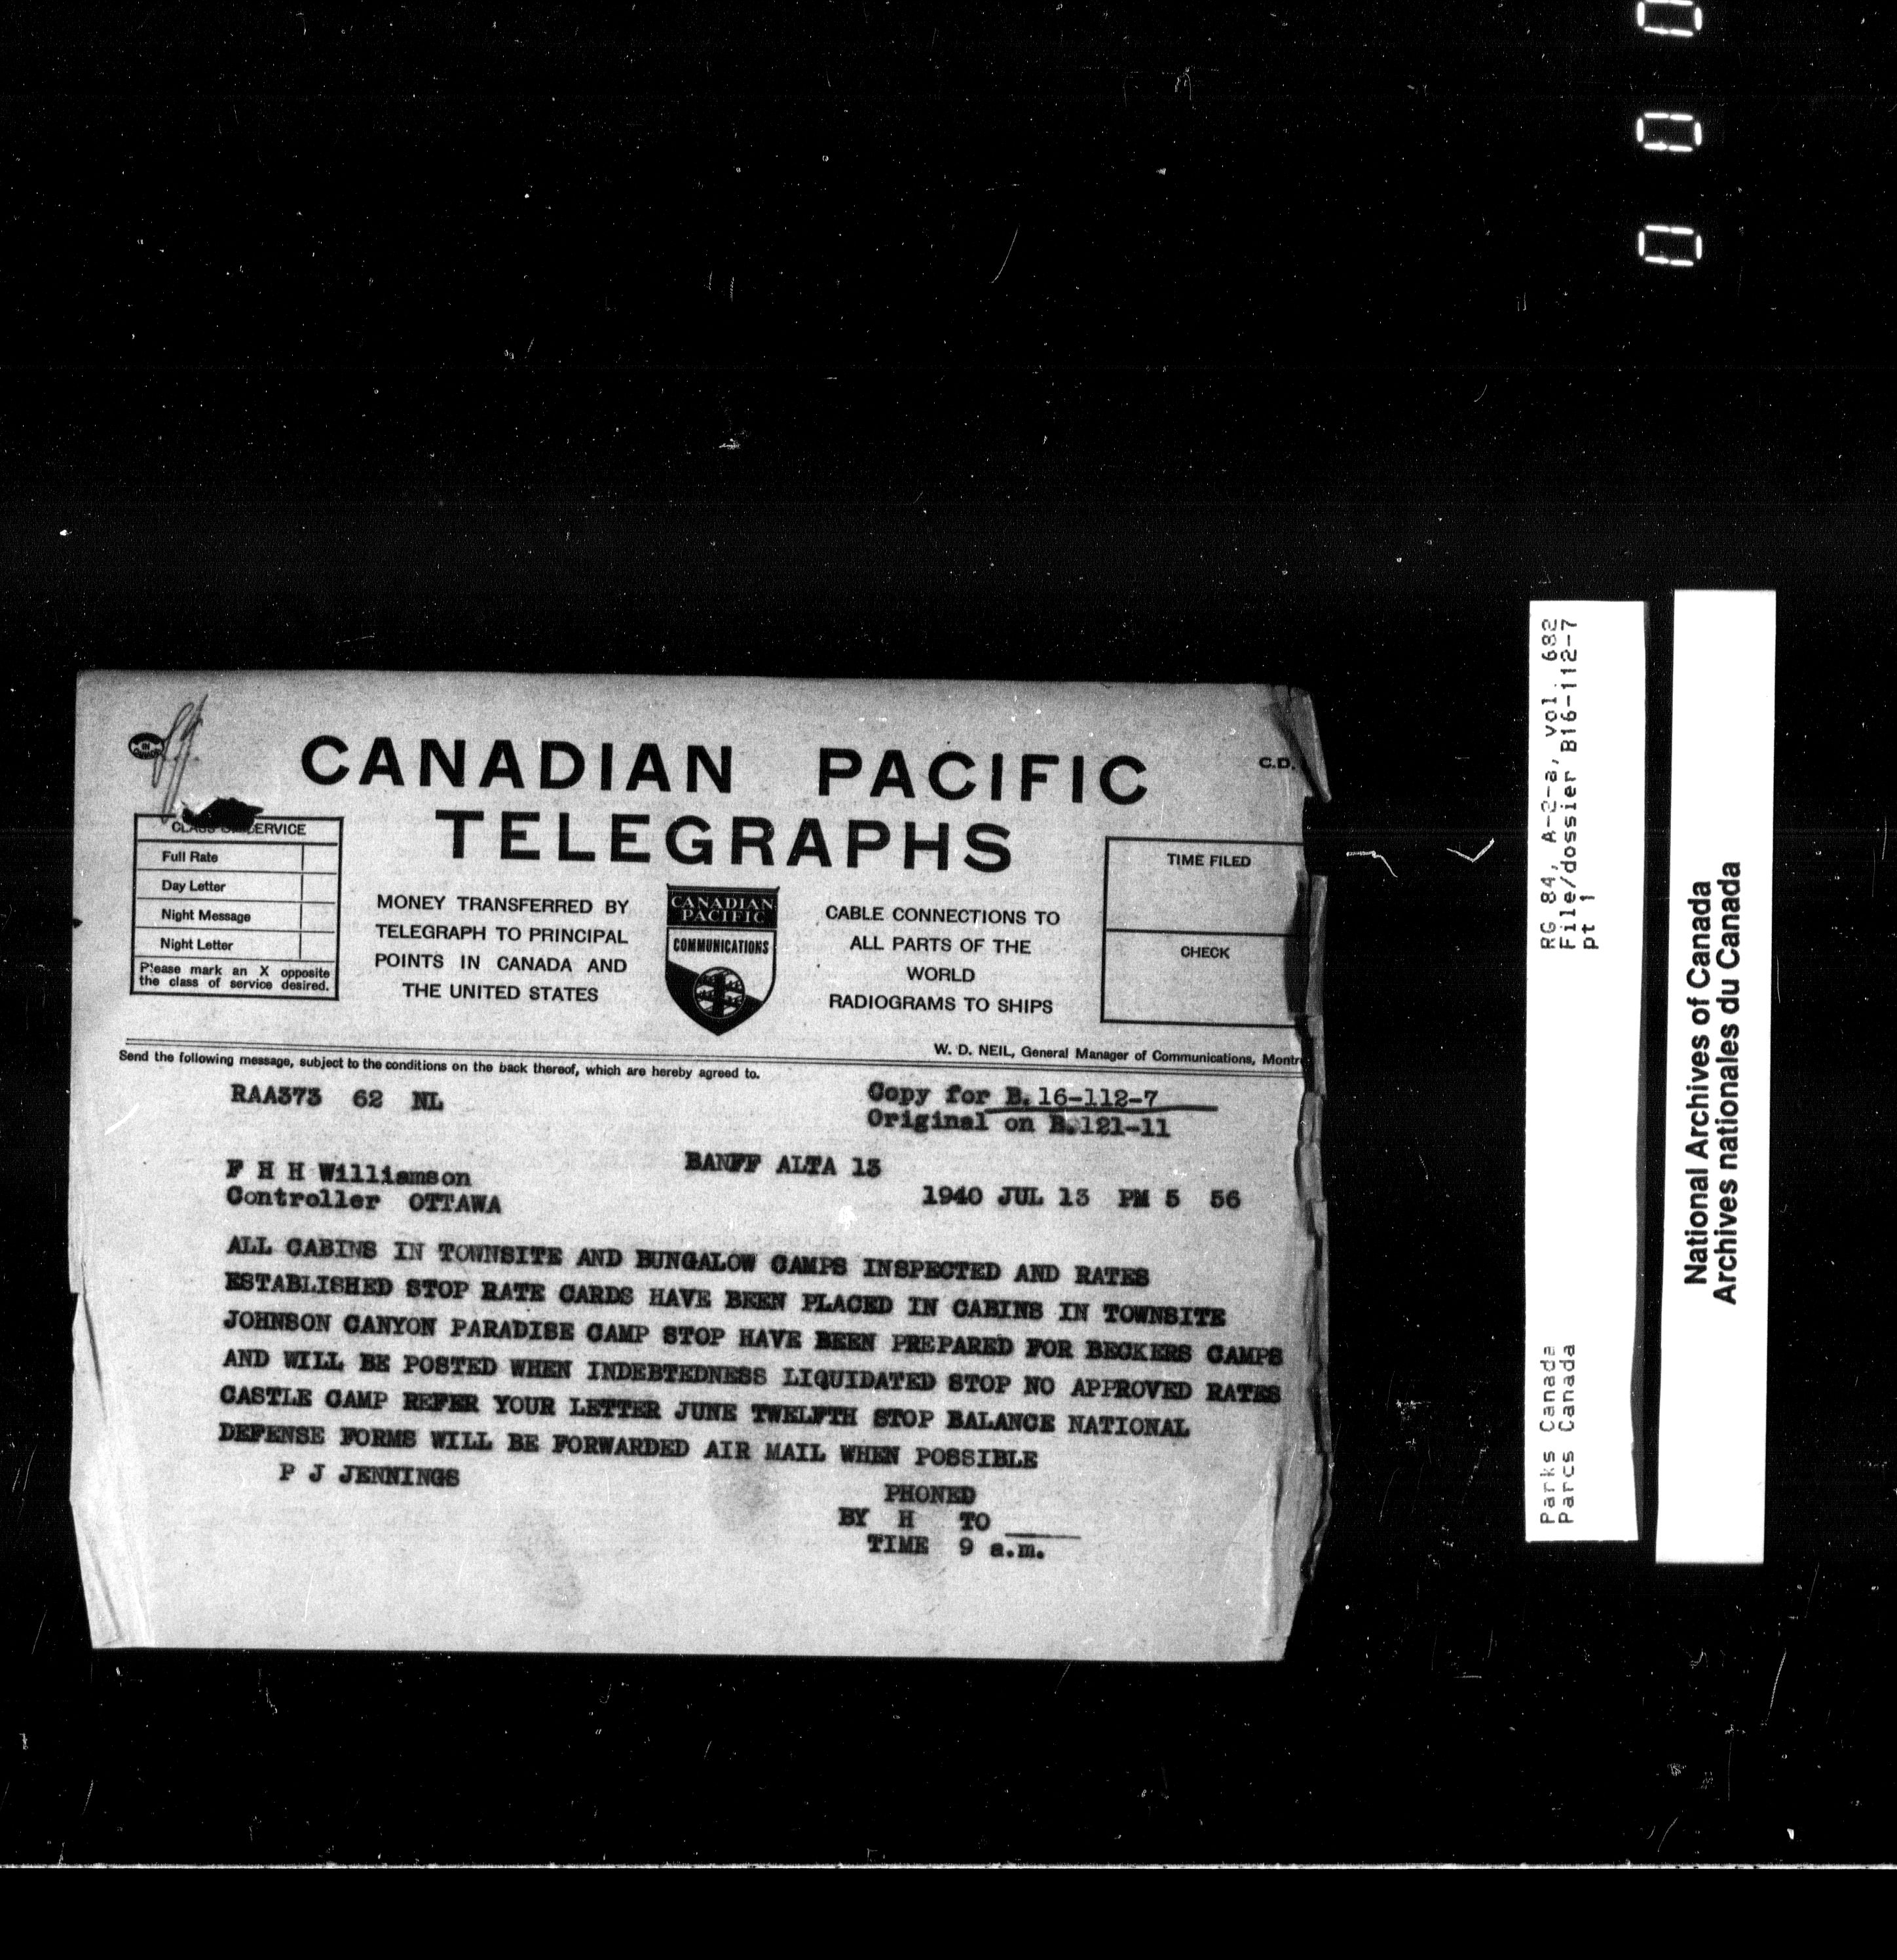 0 0 0
CANADIAN PACIFIC
TELEGRAPHS
C.D.
IN
CLASS SERVICE
Full Rate
Day Letter
Night Message
Night Letter
Please mark an X opposite
the class of service desired.
MONEY TRANSFERRED BY
TELEGRAPH TO PRINCIPAL
POINTS IN CANADA AND
THE UNITED STATES
CANADIAN
PACIFIC
COMMUNICATIONS
CABLE CONNECTIONS TO
ALL PARTS OF THE
WORLD
RADIOGRAMS TO SHIPS
TIME FILED
CHECK
W. D. NEIL, General Manager of Communications, Montr
Send the following message, subject to the conditions on the back thereof, which are hereby agreed to.
RAA373 62 NL
Copy for B. 16-112-7
Original on B.121-11
BANFF ALTA 13
F H H Williamson
Controller OTTAWA
1940 JUL 13 PM 5 56
ALL CABINS IN TOWNSITE AND BUNGALOW CAMPS INSPECTED AND RATES
ESTABLISHED STOP RATE CARDS HAVE BEEN PLACED IN CABINS IN TOWNSITE
JOHNSON CANYON PARADISE CAMP STOP HAVE BEEN PREPARED FOR BECKERS CAMPS
AND WILL BE POSTED WHEN INDEBTEDNESS LIQUIDATED STOP NO APPROVED RATES
CASTLE CAMP REFER YOUR LETTER JUNE TWELFTH STOP BALANCE NATIONAL
DEFENSE FORMS WILL BE FORWARDED AIR MAIL WHEN POSSIBLE
P J JENNINGS
PHONED
BY H TO
TIME 9 a.m.
RG 84, A-2-a, vol. 682
File/dossier B16-112-7
pt 1
Parks Canada
Parcs Canada
National Archives of Canada
Archives nationales du Canada